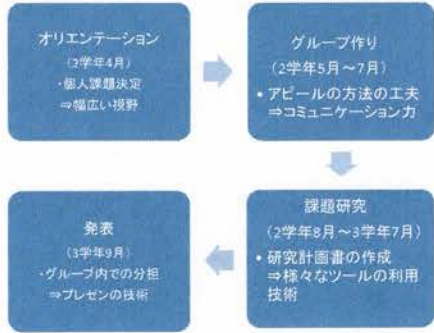 オリエンテーション
(2学年4月)
・個人課題決定
⇒幅広い視野
グループ作り
(2学年5月～7月)
• アピールの方法の工夫
⇒コミュニケーション力
課題研究
(2学年8月～3学年7月)
• 研究計画書の作成
⇒様々なツールの利用
技術
発表
(3学年9月)
・グループ内での分担
⇒プレゼンの技術